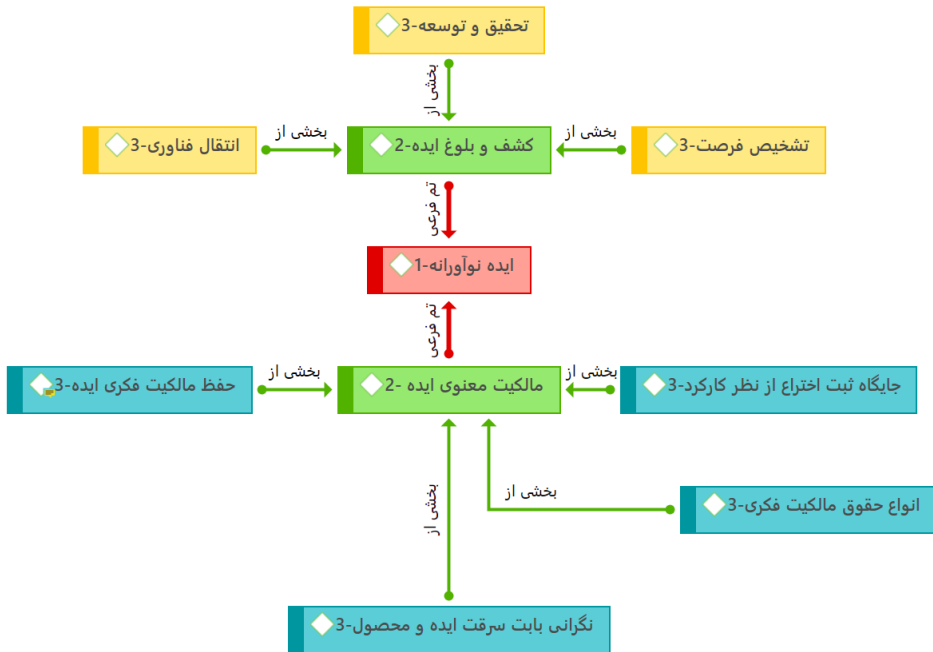 3-تحقیق و توسعه
بخشی از
بخشی از
بخشی از
3-تشخیص فرصت
2-کشف و بلوغ ایده
3-انتقال فناوری
تم فرعی
1-ایده نوآورانه
تم فرعی
بخشی از
بخشی از
3-جایگاه ثبت اختراع از نظر کارکرد
2- مالکیت معنوی ایده
3-حفظ مالکیت فکری ایده
بخشی از
بخشی از
3-انواع حقوق مالکیت فکری
3-نگرانی بابت سرقت ایده و محصول